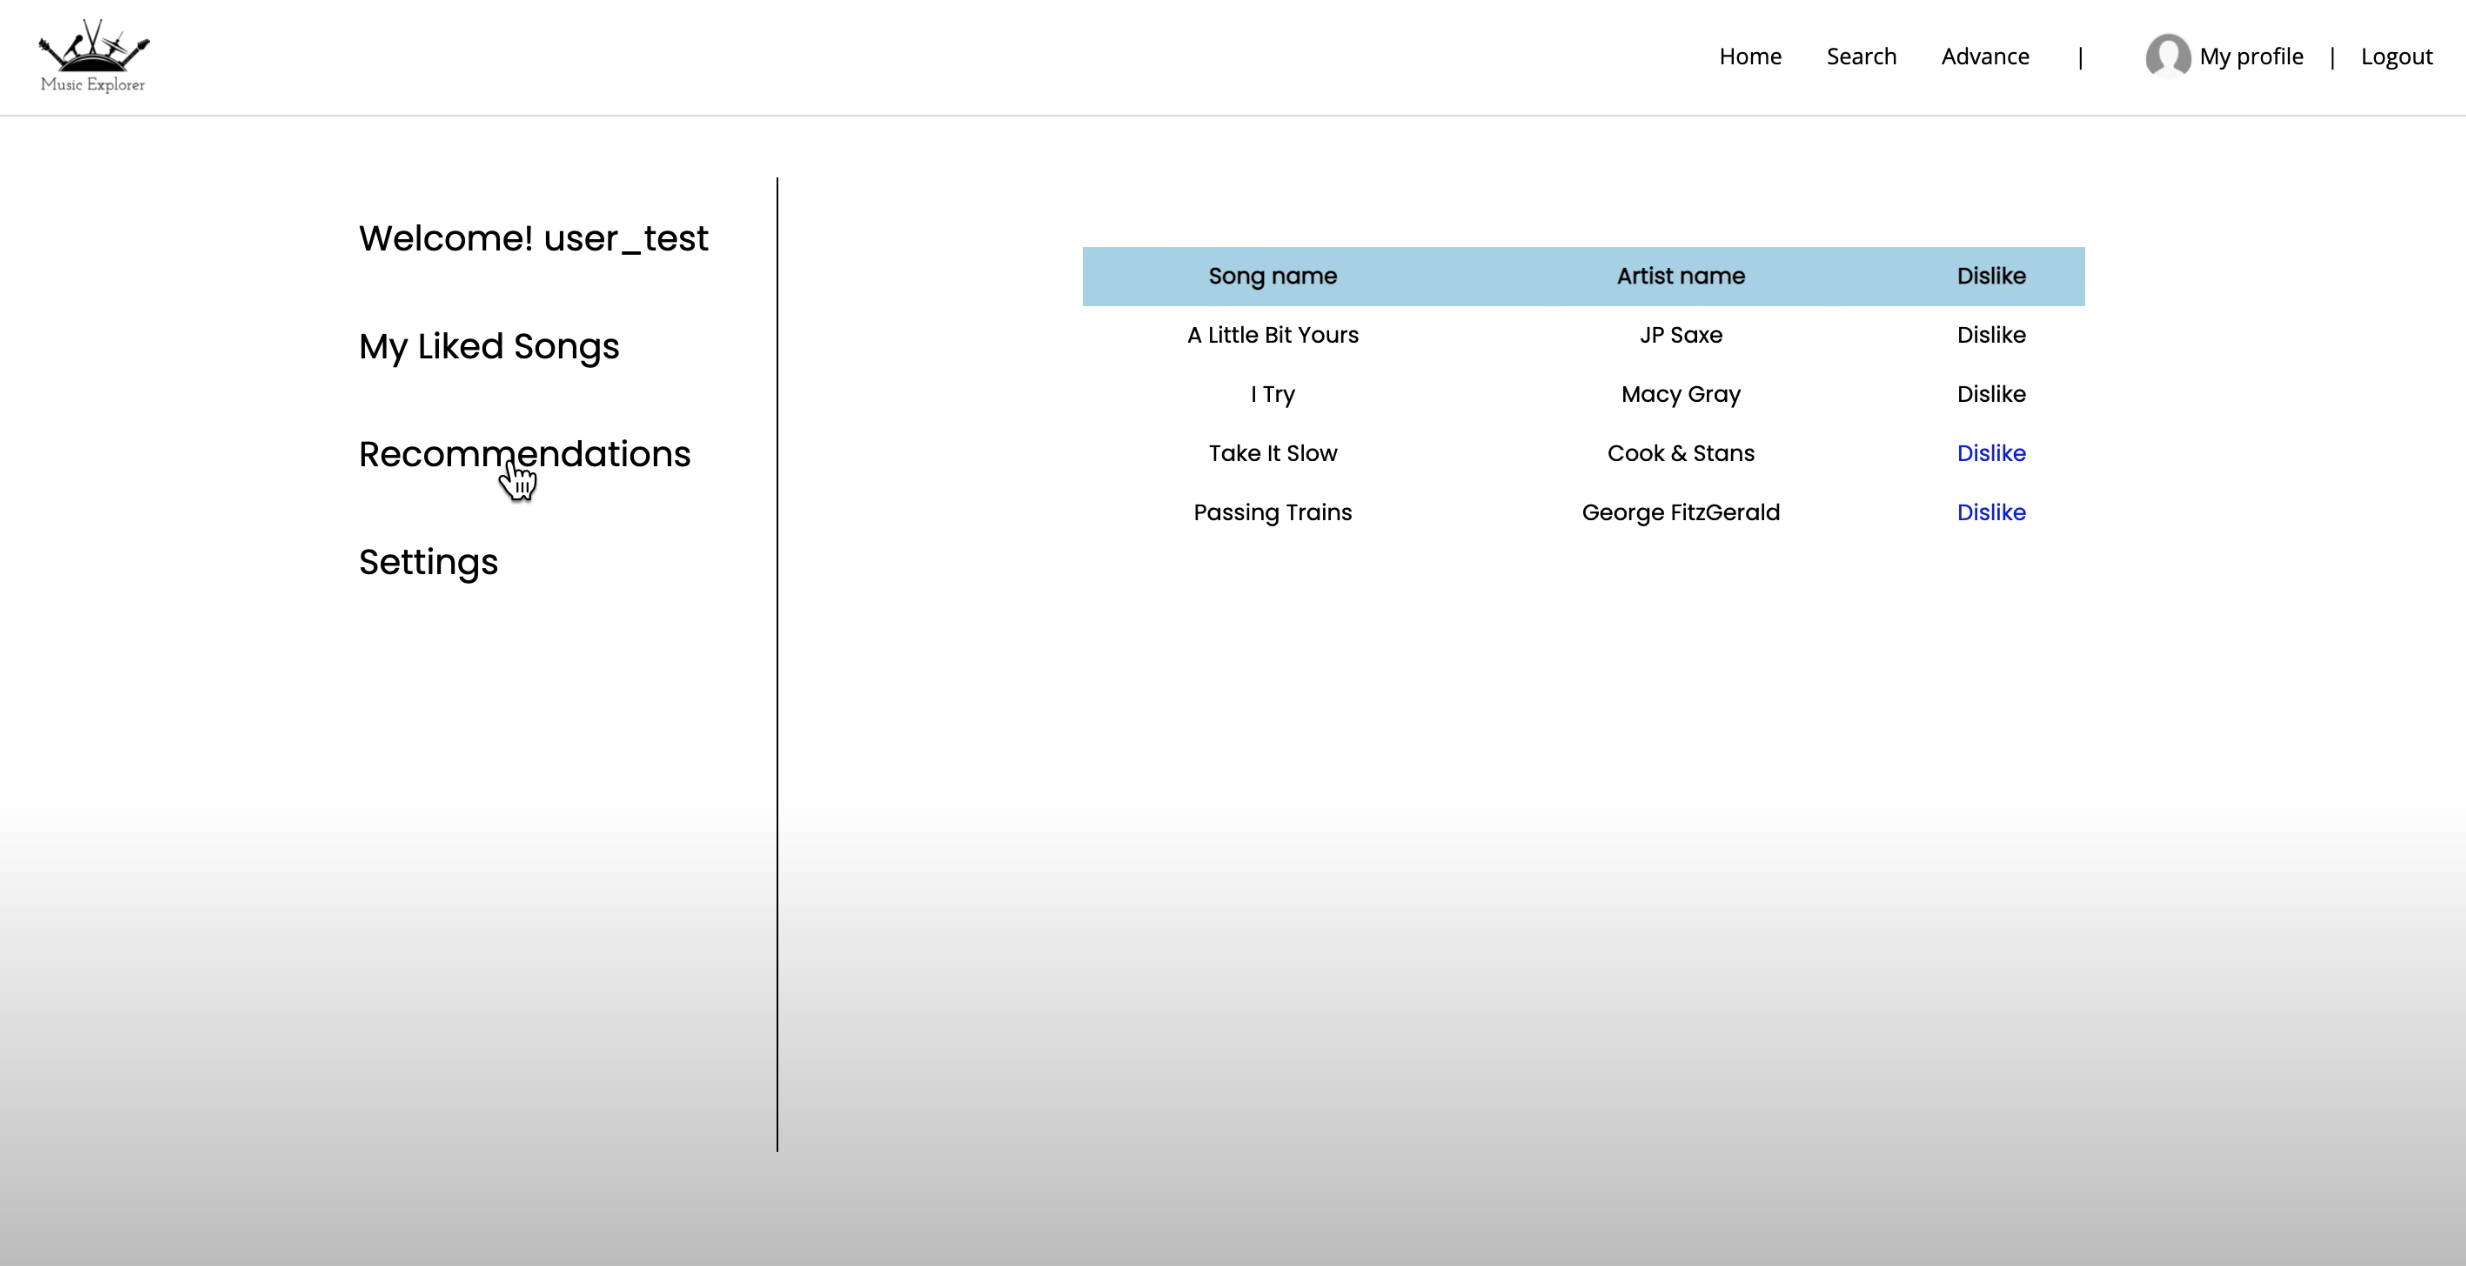 Music Explorer
Home Search Advance | My profile | Logout
Welcome! user_test
My Liked Songs
Recommendations
Settings
Song name Artist name Dislike
A Little Bit Yours JP Saxe Dislike
I Try Macy Gray Dislike
Take It Slow Cook & Stans Dislike
Passing Trains George FitzGerald Dislike